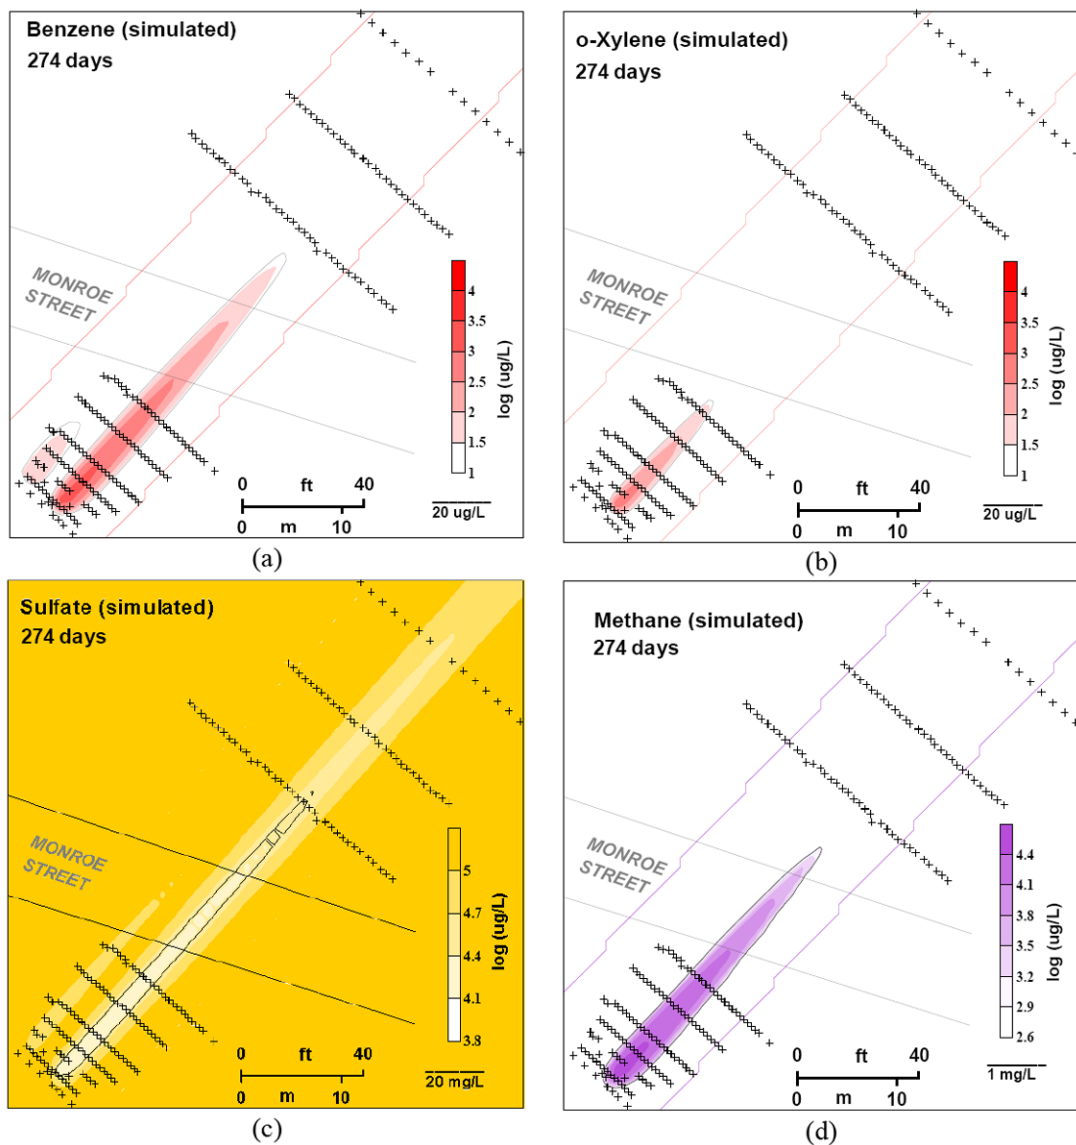 Benzene (simulated)
274 days
MONROE
STREET
4
3.5
3
2.5
2
1.5
1
log (ug/L)
20 ug/L
0 ft 40
0 m 10
(a)
o-Xylene (simulated)
274 days
MONROE
STREET
4
3.5
3
2.5
2
1.5
1
log (ug/L)
20 ug/L
0 ft 40
0 m 10
(b)
Sulfate (simulated)
274 days
MONROE
STREET
5
4.7
4.4
4.1
3.8
log (ug/L)
20 mg/L
0 ft 40
0 m 10
(c)
Methane (simulated)
274 days
MONROE
STREET
4.4
4.1
3.8
3.5
3.2
2.9
2.6
log (ug/L)
1 mg/L
0 ft 40
0 m 10
(d)